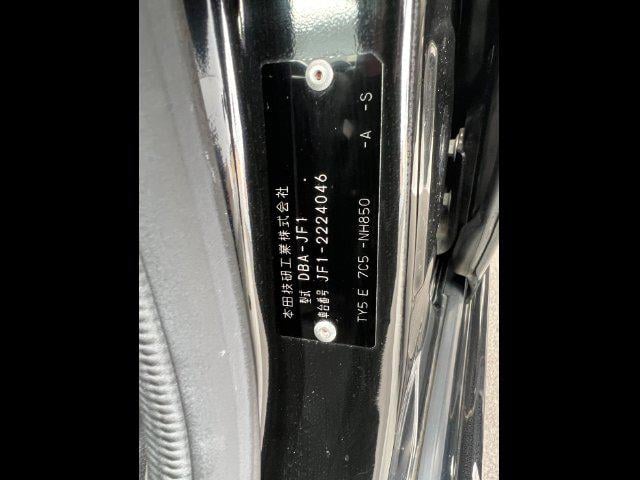 本田技研工業株式会社
型式 DBA-JF1
車台番号 JF1-2224046
TY5 E 7C5 -NH850 -A -S